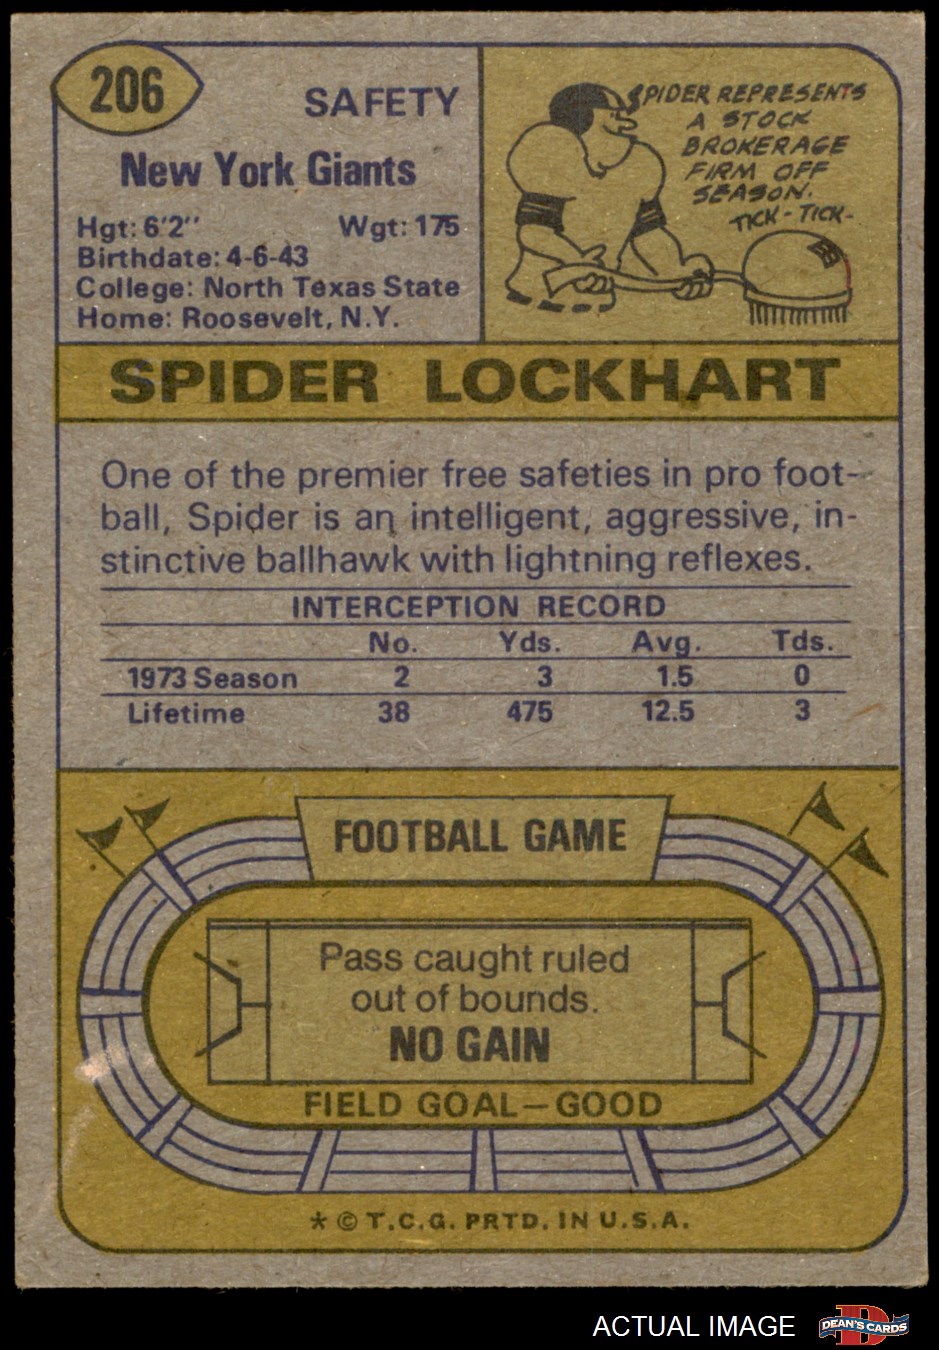 206
SAFETY
New York Giants
Hgt: 6'2" Wgt: 175
Birthdate: 4-6-43
College: North Texas State
Home: Roosevelt, N.Y.
SPIDER REPRESENTS
A STOCK
BROKERAGE
FIRM OFF
SEASON.
TICK-TICK-
SPIDER LOCKHART
One of the premier free safeties in pro foot-
ball, Spider is an intelligent, aggressive, in-
stinctive ballhawk with lightning reflexes.
INTERCEPTION RECORD
No. Yds. Avg. Tds.
1973 Season 2 3 1.5 0
Lifetime 38 475 12.5 3
FOOTBALL GAME
Pass caught ruled
out of bounds.
NO GAIN
FIELD GOAL—GOOD
* © T.C.G. PRTD. IN U.S.A.
ACTUAL IMAGE
DEAN'S CARDS